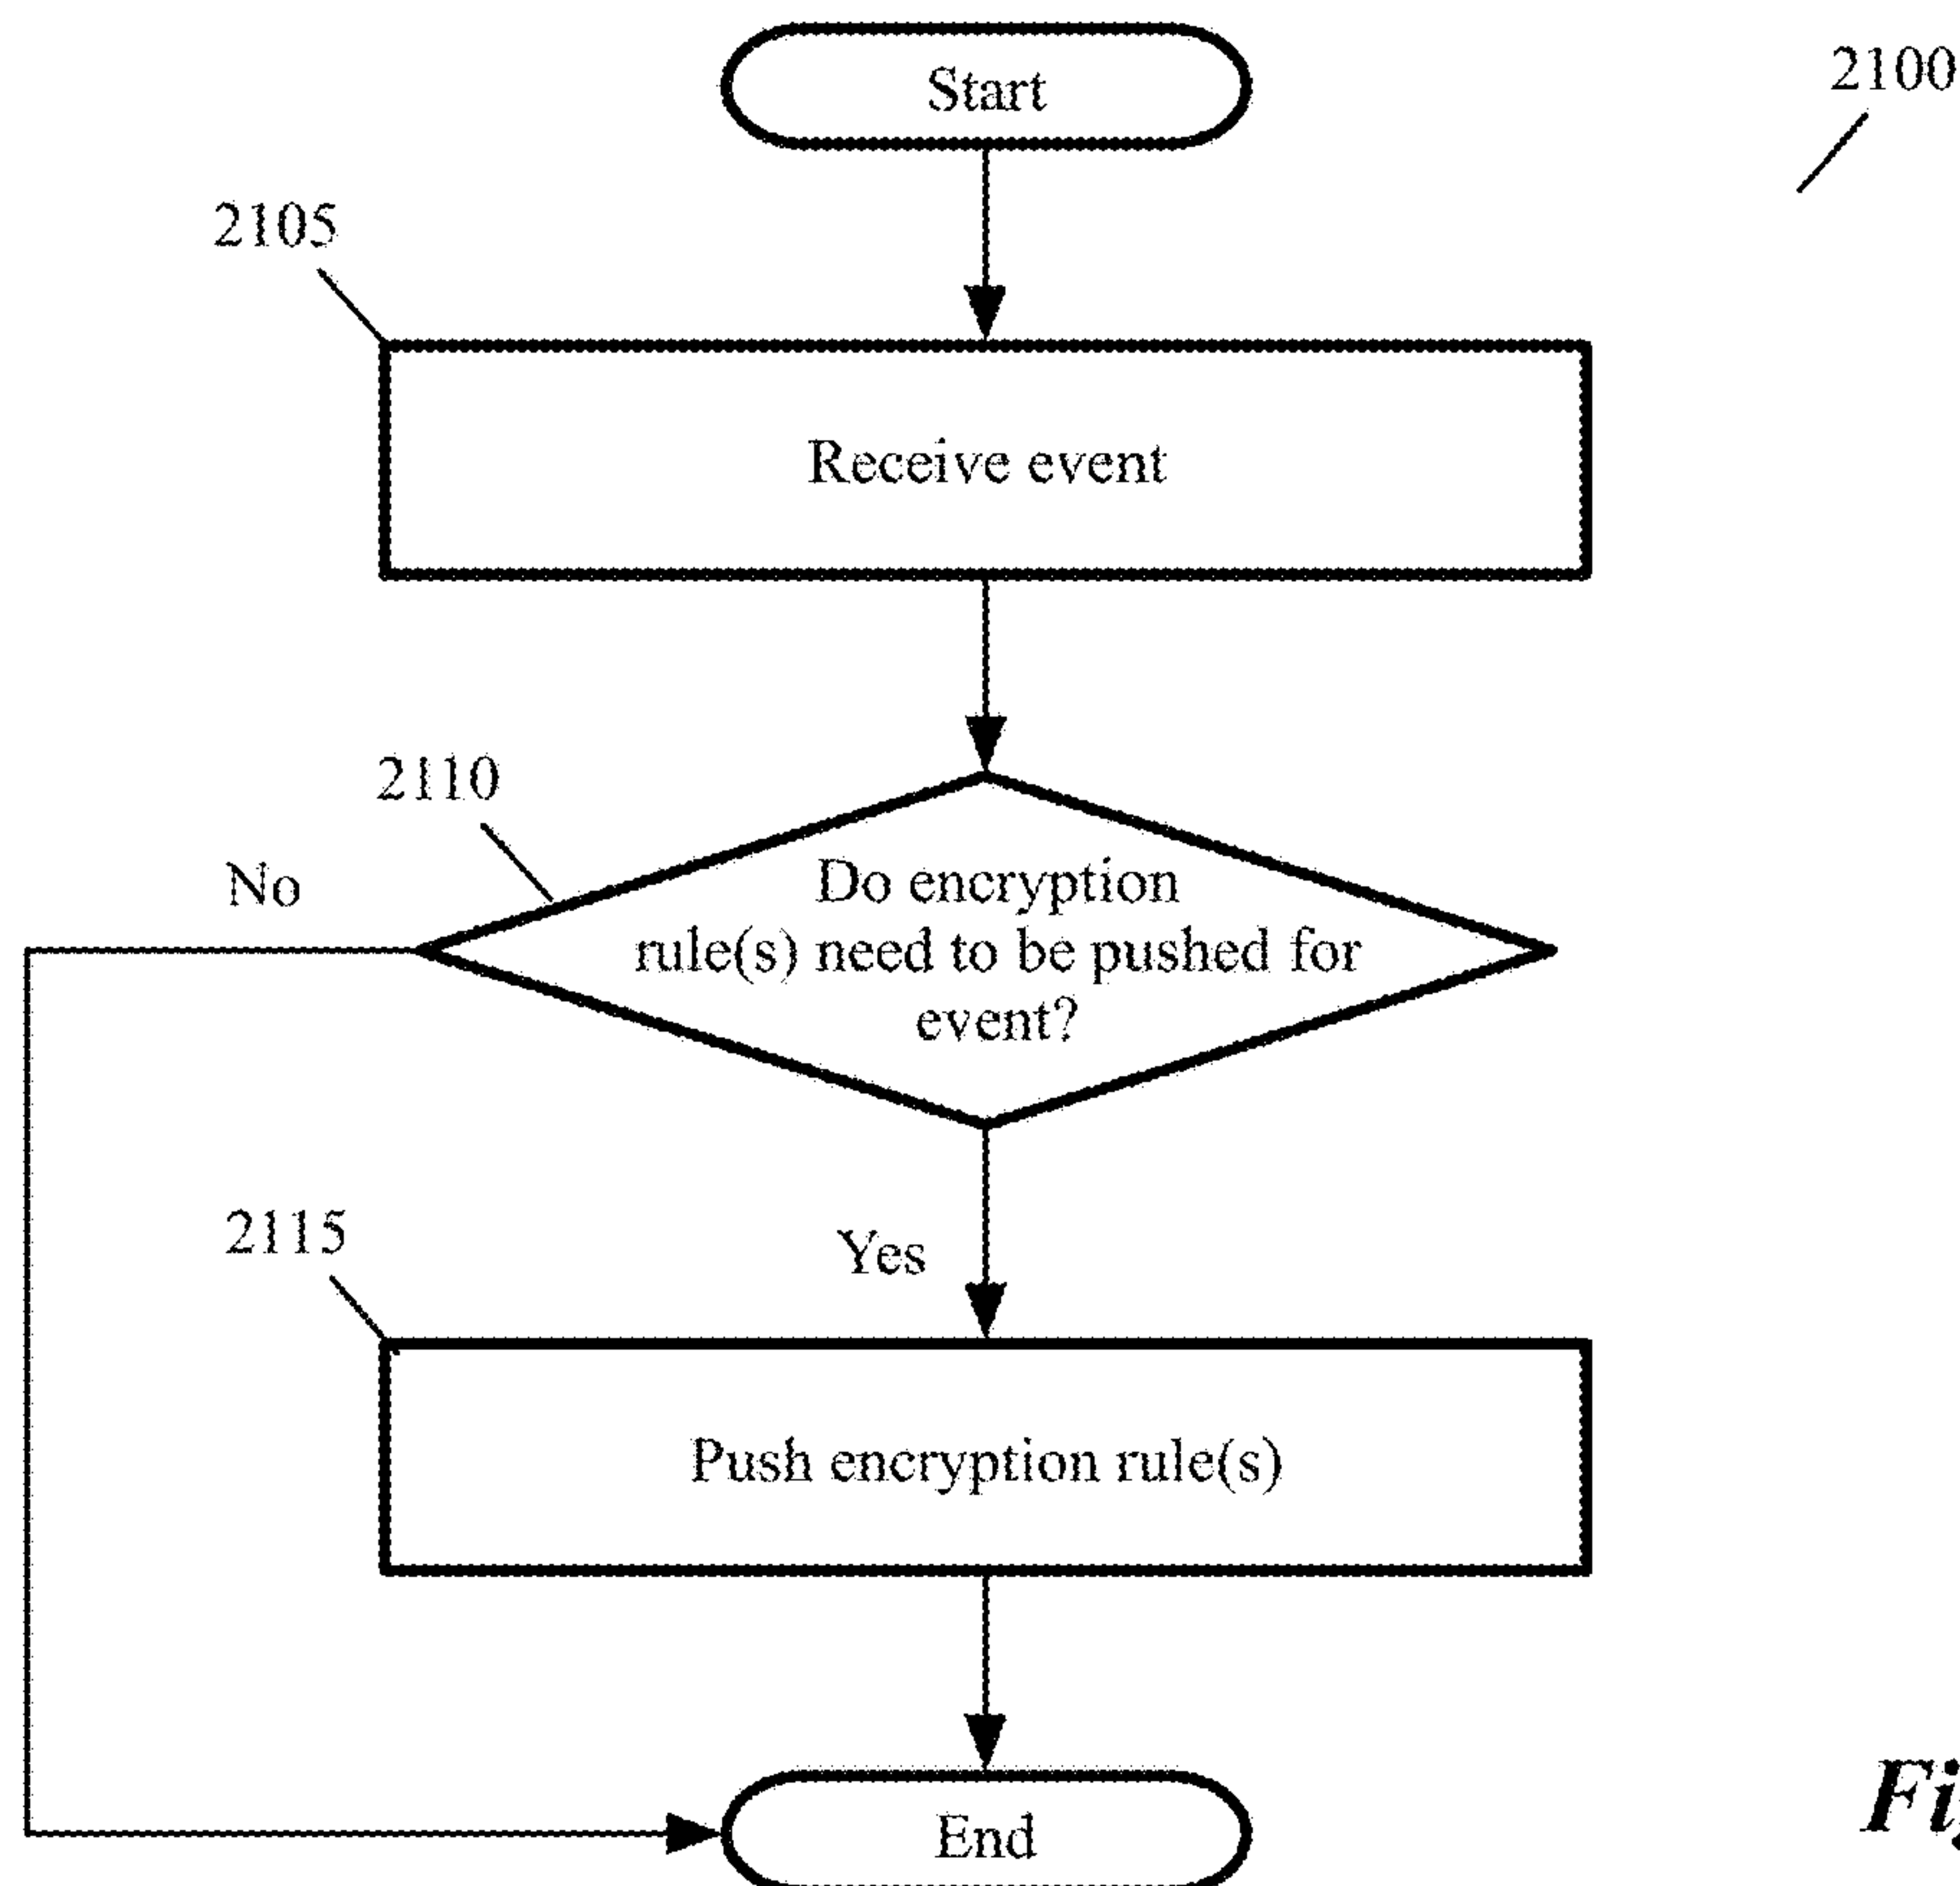 Start
2100
2105
Receive event
2110
No
Do encryption
rule(s) need to be pushed for
event?
Yes
2115
Push encryption rule(s)
End